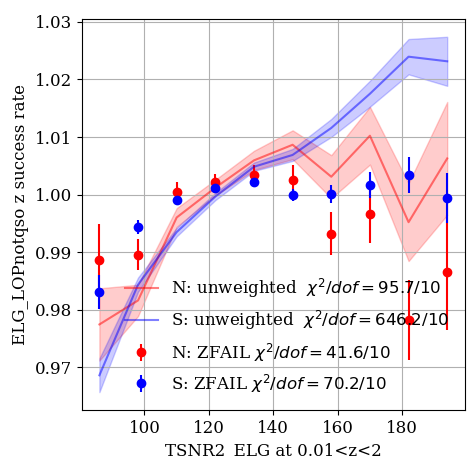 1.03
1.02
1.01
1.00
0.99
0.98
0.97
ELG_LOPnotqso z success rate
N: unweighted χ²/dof = 95.7/10
S: unweighted χ²/dof = 646.2/10
N: ZFAIL χ²/dof = 41.6/10
S: ZFAIL χ²/dof = 70.2/10
100 120 140 160 180
TSNR2_ELG at 0.01<z<2